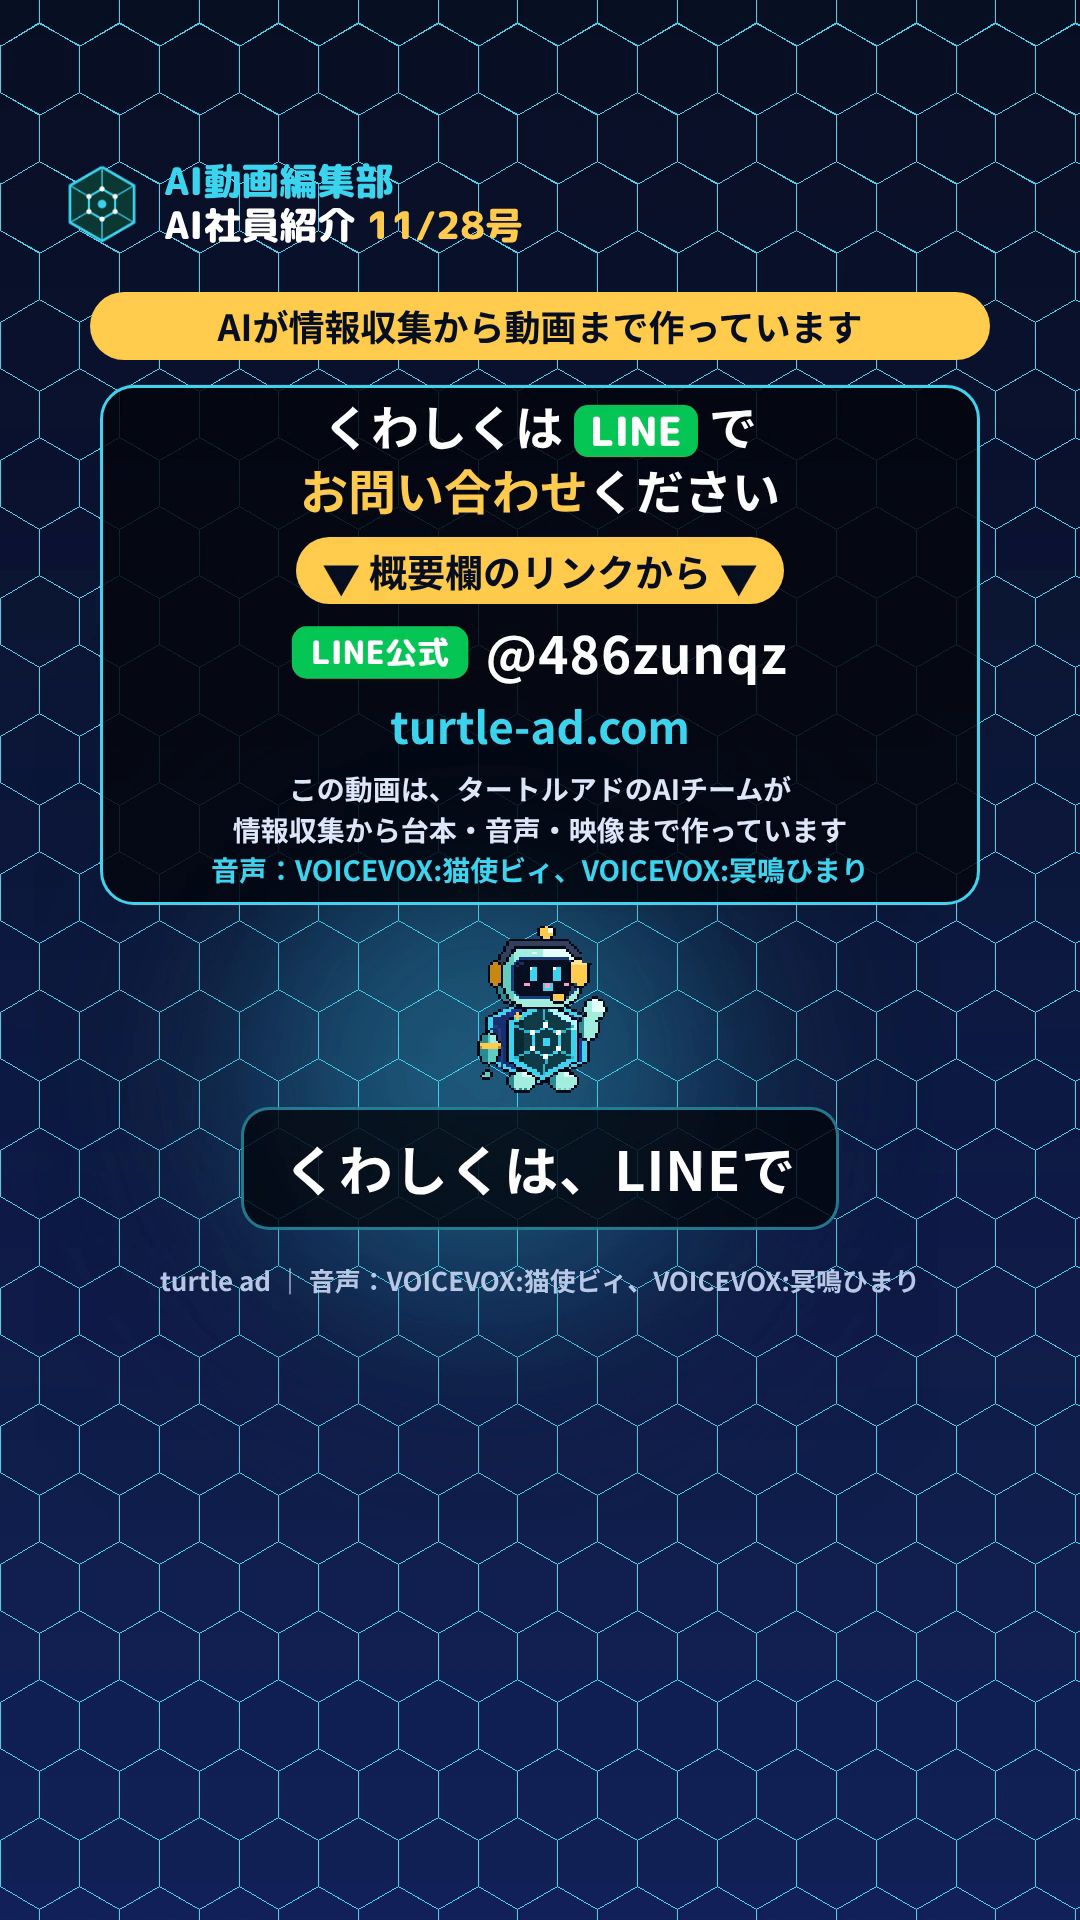 AI動画編集部
AI社員紹介 11/28号
AIが情報収集から動画まで作っています
くわしくは LINE で
お問い合わせください
▼ 概要欄のリンクから ▼
LINE公式 @486zunqz
turtle-ad.com
この動画は、タートルアドのAIチームが
情報収集から台本・音声・映像まで作っています
音声：VOICEVOX:猫使ビィ、VOICEVOX:冥鳴ひまり
くわしくは、LINEで
turtle ad ｜ 音声：VOICEVOX:猫使ビィ、VOICEVOX:冥鳴ひまり